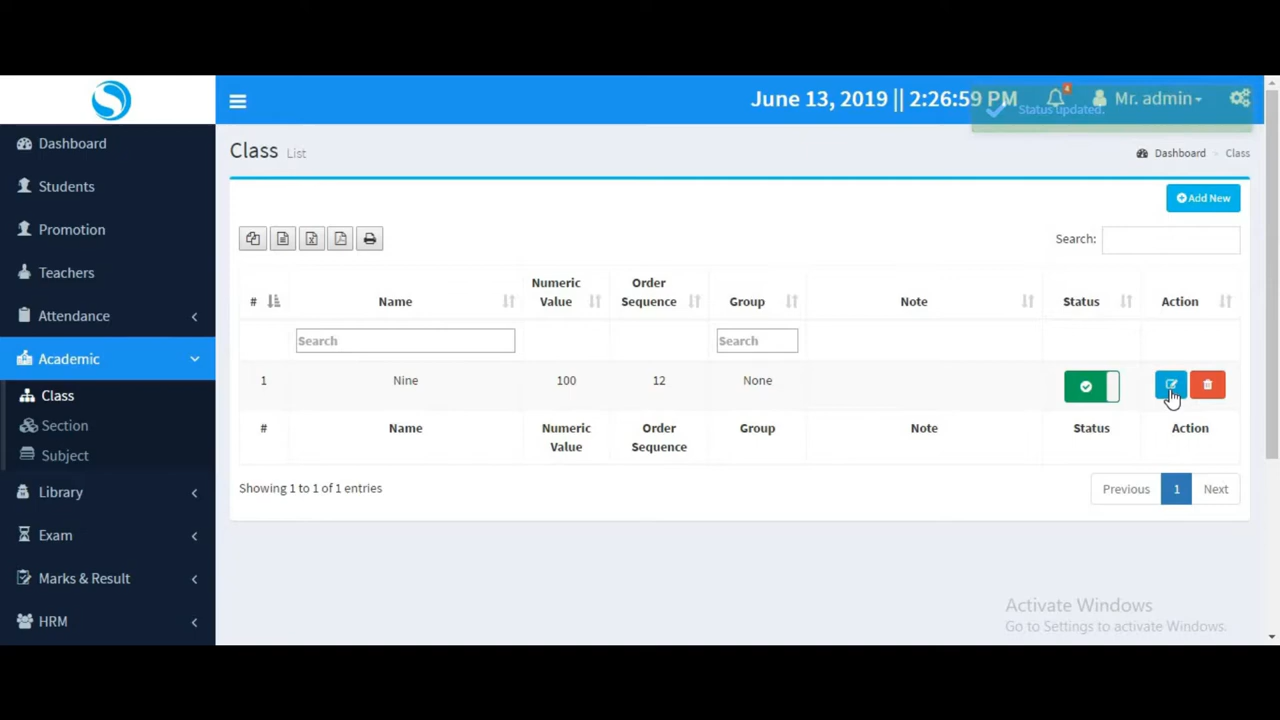 June 13, 2019 || 2:26:59 PM
4
Mr. admin
Status updated.
Dashboard
Students
Promotion
Teachers
Attendance
Academic
Class
Section
Subject
Library
Exam
Marks & Result
HRM
Class List
Dashboard
Class
Add New
Search:
# Name Numeric Value Order Sequence Group Note Status Action
Search Search
1 Nine 100 12 None
# Name Numeric Value Order Sequence Group Note Status Action
Showing 1 to 1 of 1 entries
Previous 1 Next
Activate Windows
Go to Settings to activate Windows.